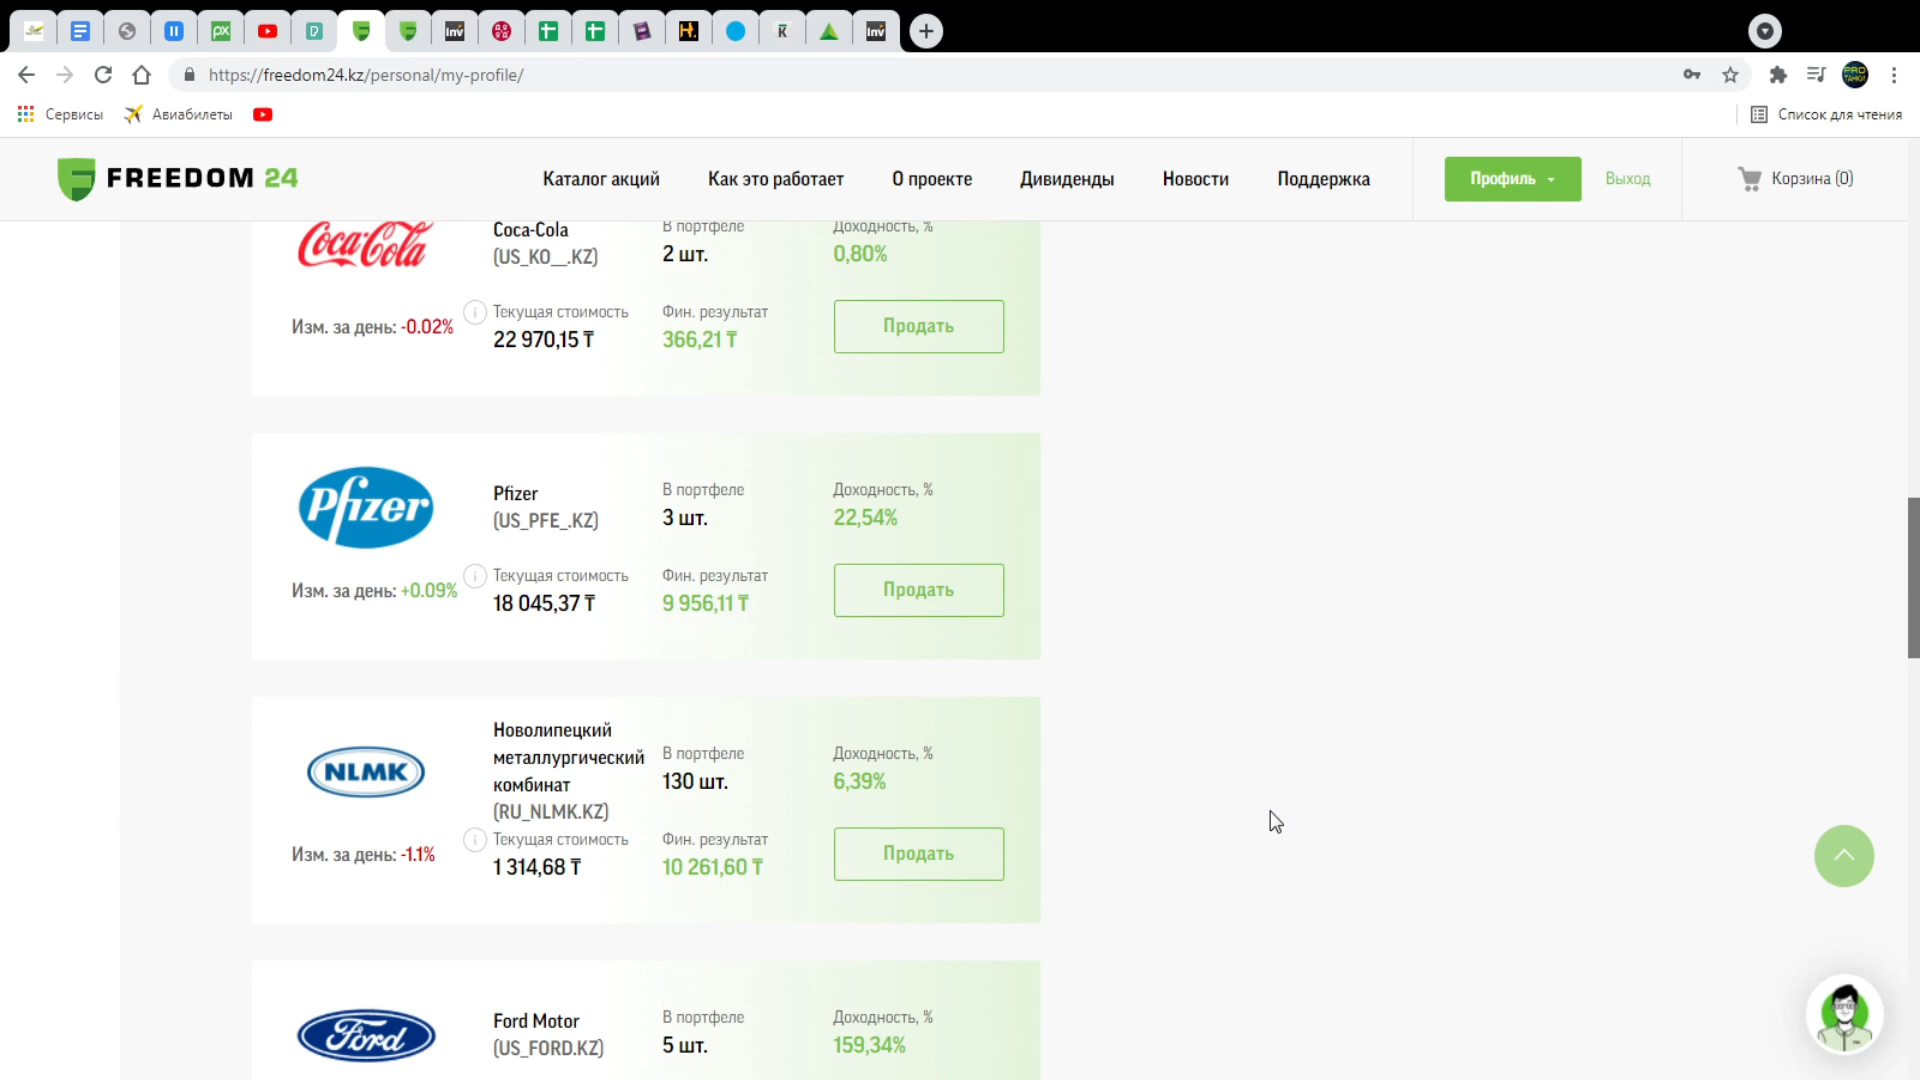 https://freedom24.kz/personal/my-profile/
Сервисы Авиабилеты Список для чтения
FREEDOM 24 Каталог акций Как это работает О проекте Дивиденды Новости Поддержка Профиль Выход Корзина (0)
Coca-Cola
Coca-Cola В портфеле Доходность, %
(US_KO__.KZ) 2 шт. 0,80%
Изм. за день: -0.02% Текущая стоимость Фин. результат Продать
22 970,15 ₸ 366,21 ₸
Pfizer
Pfizer В портфеле Доходность, %
(US_PFE_.KZ) 3 шт. 22,54%
Изм. за день: +0.09% Текущая стоимость Фин. результат Продать
18 045,37 ₸ 9 956,11 ₸
NLMK
Новолипецкий
металлургический В портфеле Доходность, %
комбинат 130 шт. 6,39%
(RU_NLMK.KZ)
Изм. за день: -1.1% Текущая стоимость Фин. результат Продать
1 314,68 ₸ 10 261,60 ₸
Ford
Ford Motor В портфеле Доходность, %
(US_FORD.KZ) 5 шт. 159,34%